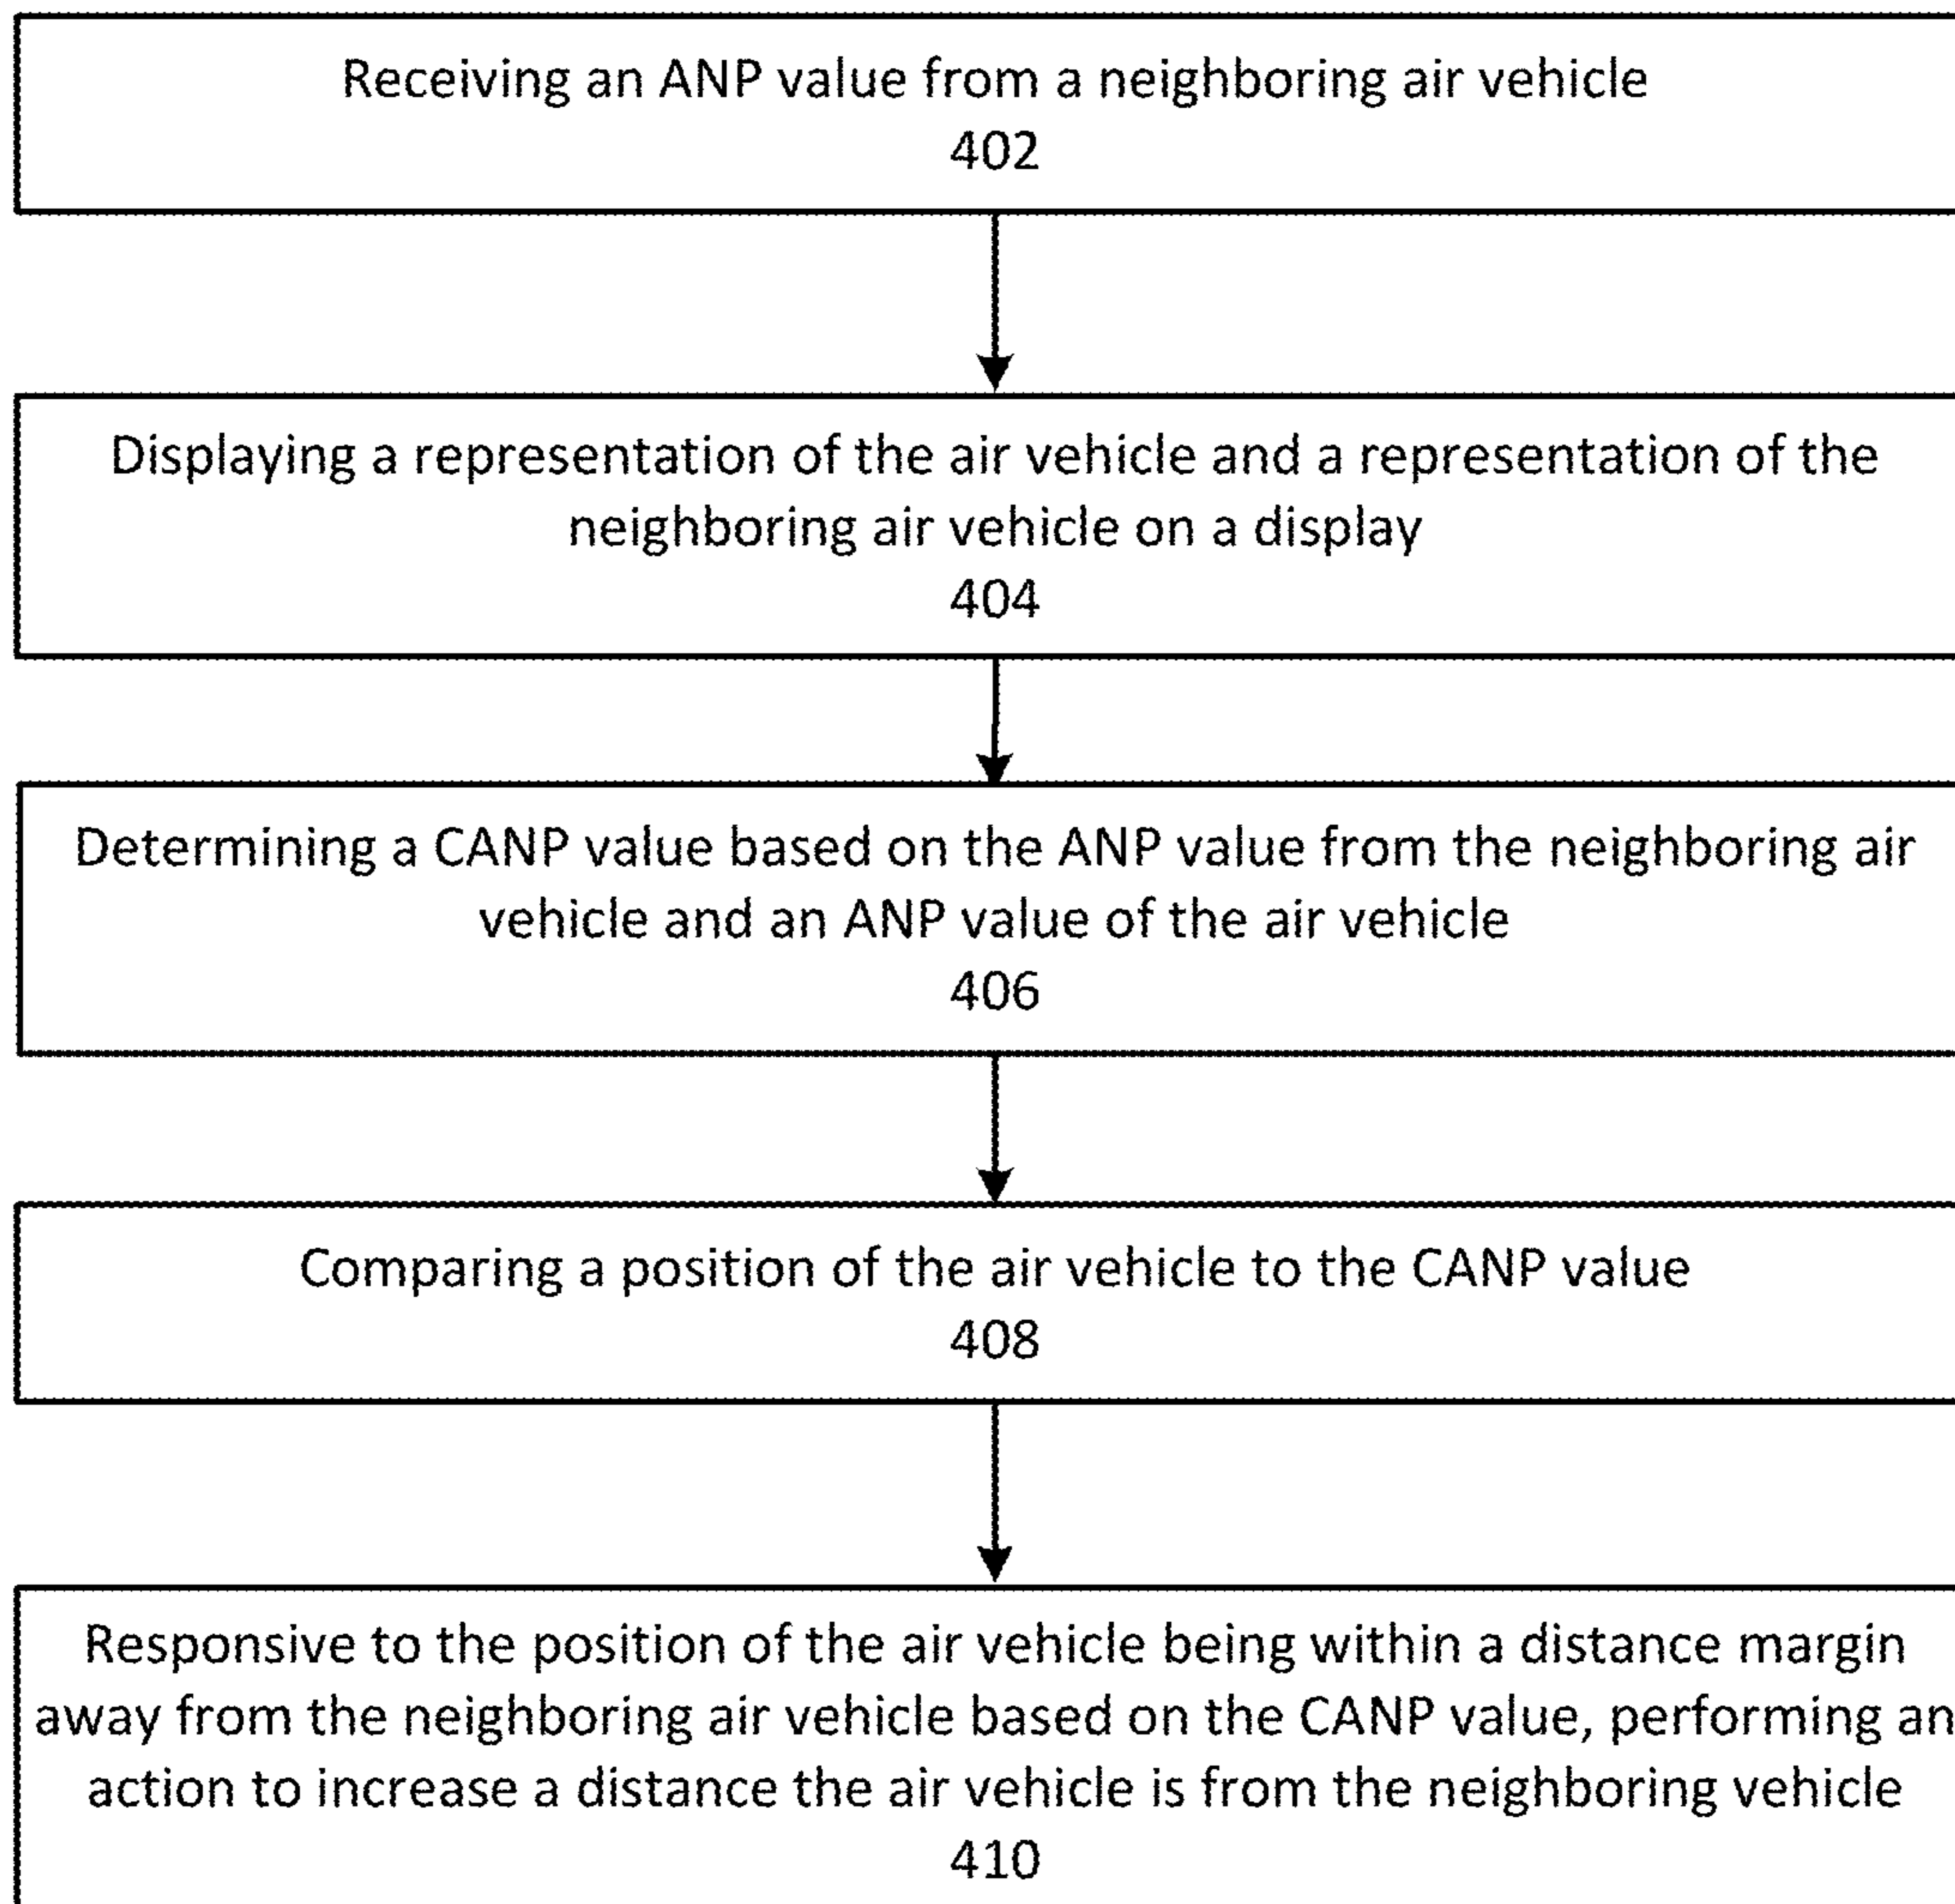 Receiving an ANP value from a neighboring air vehicle
402
Displaying a representation of the air vehicle and a representation of the
neighboring air vehicle on a display
404
Determining a CANP value based on the ANP value from the neighboring air
vehicle and an ANP value of the air vehicle
406
Comparing a position of the air vehicle to the CANP value
408
Responsive to the position of the air vehicle being within a distance margin
away from the neighboring air vehicle based on the CANP value, performing an
action to increase a distance the air vehicle is from the neighboring vehicle
410